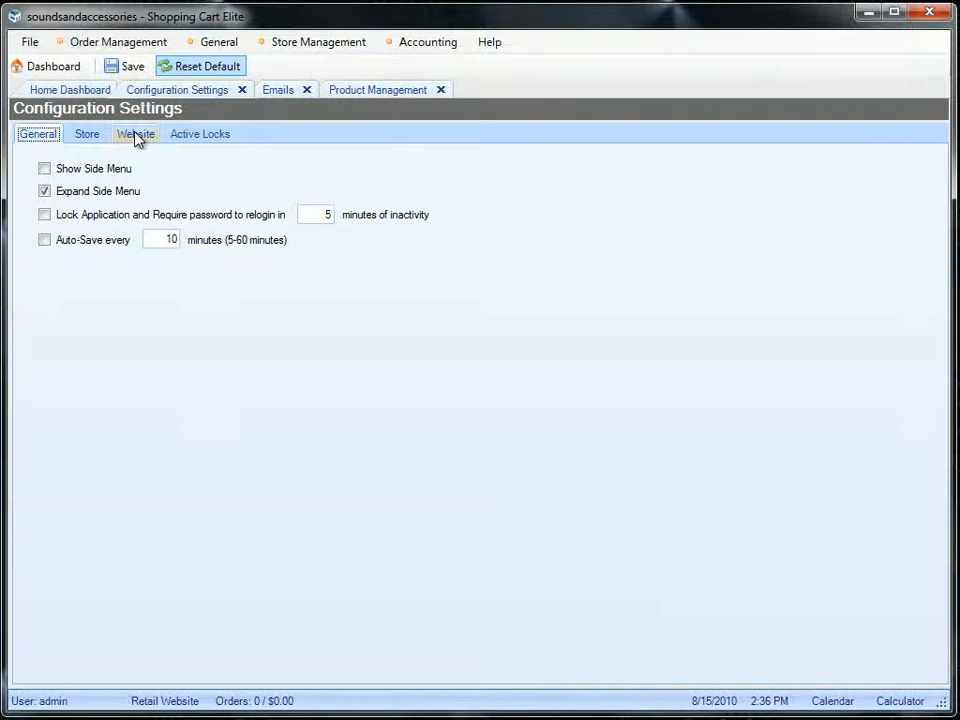 soundsandaccessories - Shopping Cart Elite
File Order Management General Store Management Accounting Help
Dashboard Save Reset Default
Home Dashboard Configuration Settings Emails Product Management
Configuration Settings
General Store Website Active Locks
Show Side Menu
Expand Side Menu
Lock Application and Require password to relogin in 5 minutes of inactivity
Auto-Save every 10 minutes (5-60 minutes)
User: admin Retail Website Orders: 0 / $0.00 8/15/2010 2:36 PM Calendar Calculator